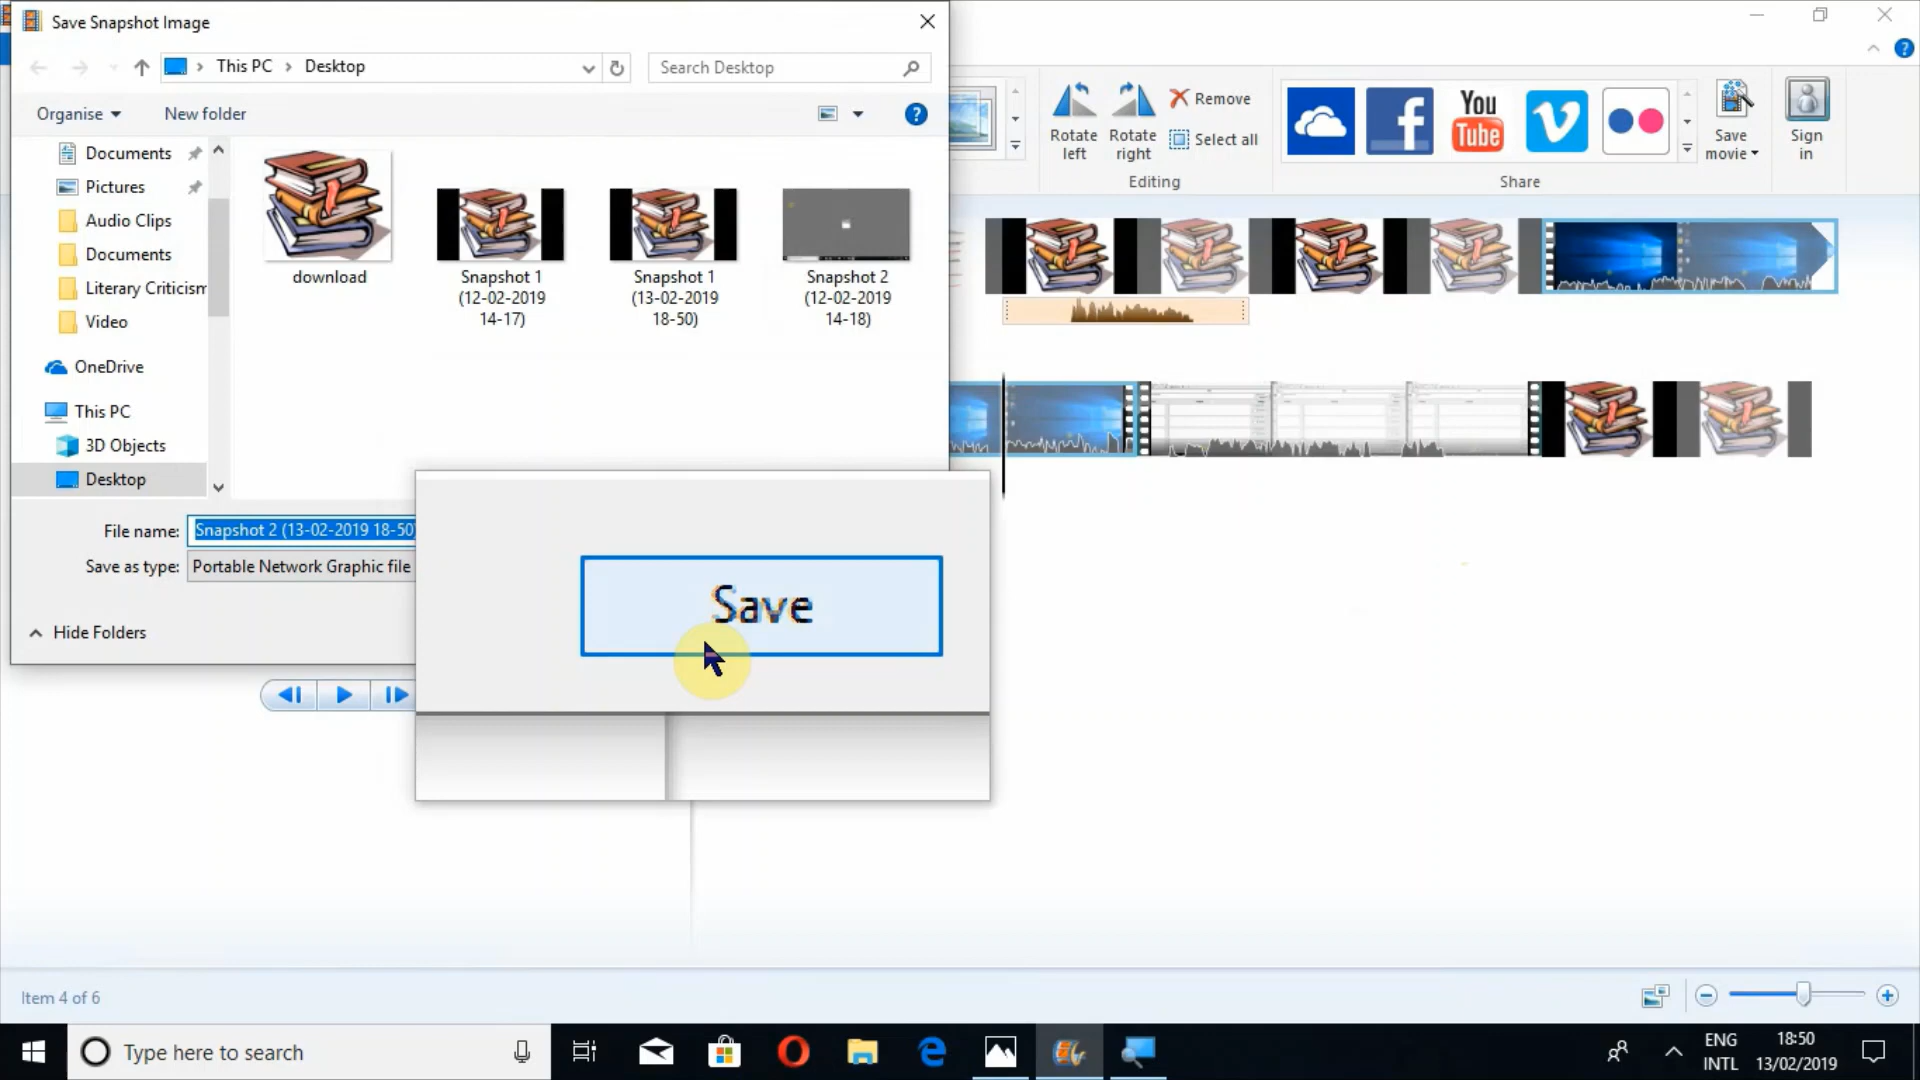 Save Snapshot Image
This PC
Desktop
Search Desktop
Organise
New folder
Documents
Pictures
Audio Clips
Documents
Literary Criticism
Video
OneDrive
This PC
3D Objects
Desktop
download
Snapshot 1
(12-02-2019
14-17)
Snapshot 1
(13-02-2019
18-50)
Snapshot 2
(12-02-2019
14-18)
File name:
Snapshot 2 (13-02-2019 18-50)
Save as type:
Portable Network Graphic file
Hide Folders
Save
Rotate
left
Rotate
right
Remove
Select all
Editing
You
Tube
Share
Save
movie
Sign
in
Item 4 of 6
Type here to search
ENG
INTL
18:50
13/02/2019